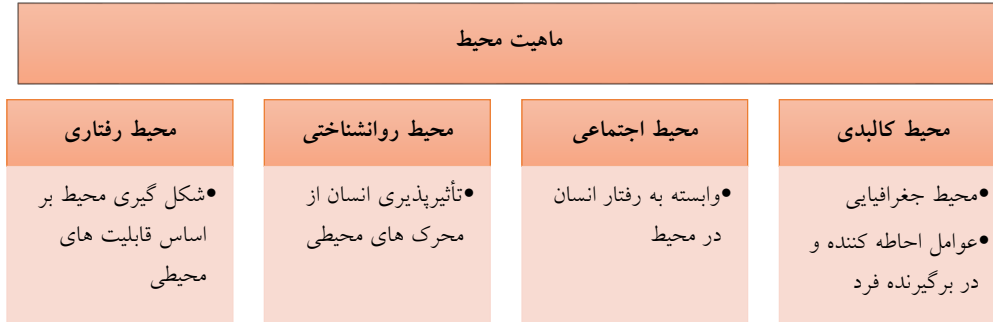 ماهیت محیط
محیط کالبدی
•محیط جغرافیایی
•عوامل احاطه کننده و
در برگیرنده فرد
محیط اجتماعی
•وابسته به رفتار انسان
در محیط
محیط روانشناختی
•تأثیرپذیری انسان از
محرک های محیطی
محیط رفتاری
•شکل گیری محیط بر
اساس قابلیت های
محیطی